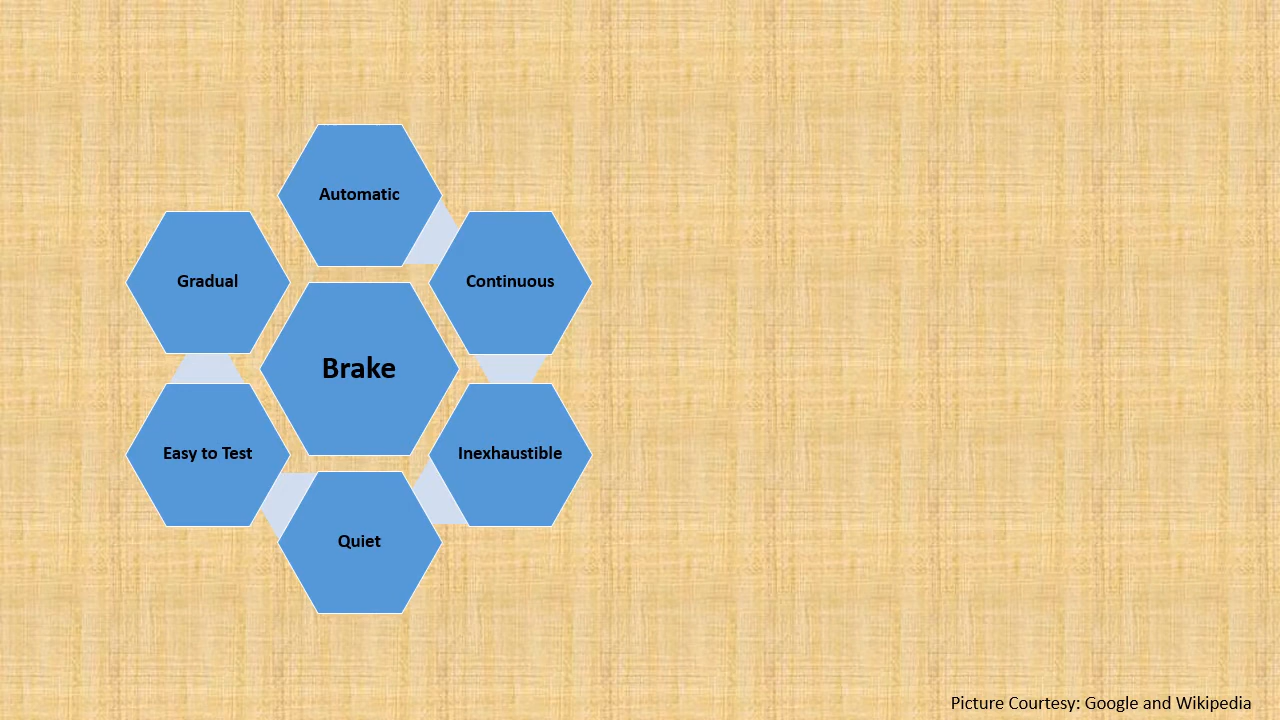 Automatic
Gradual
Continuous
Brake
Easy to Test
Inexhaustible
Quiet
Picture Courtesy: Google and Wikipedia